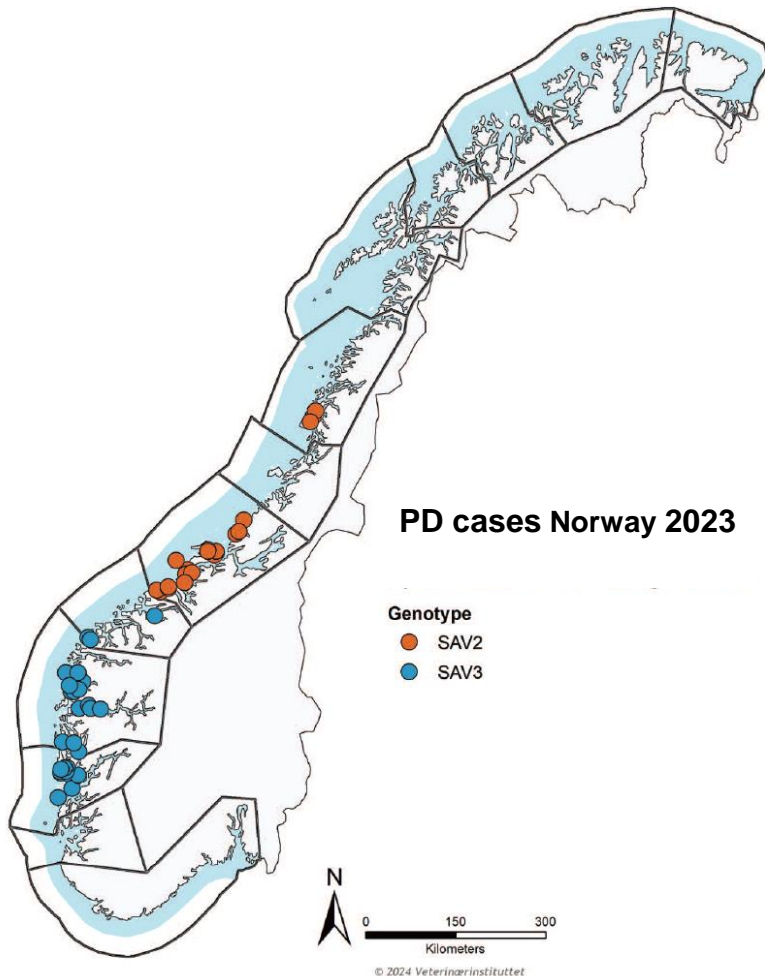 PD cases Norway 2023
Genotype
SAV2
SAV3
N
0 150 300
Kilometers
© 2024 Veterinærinstituttet